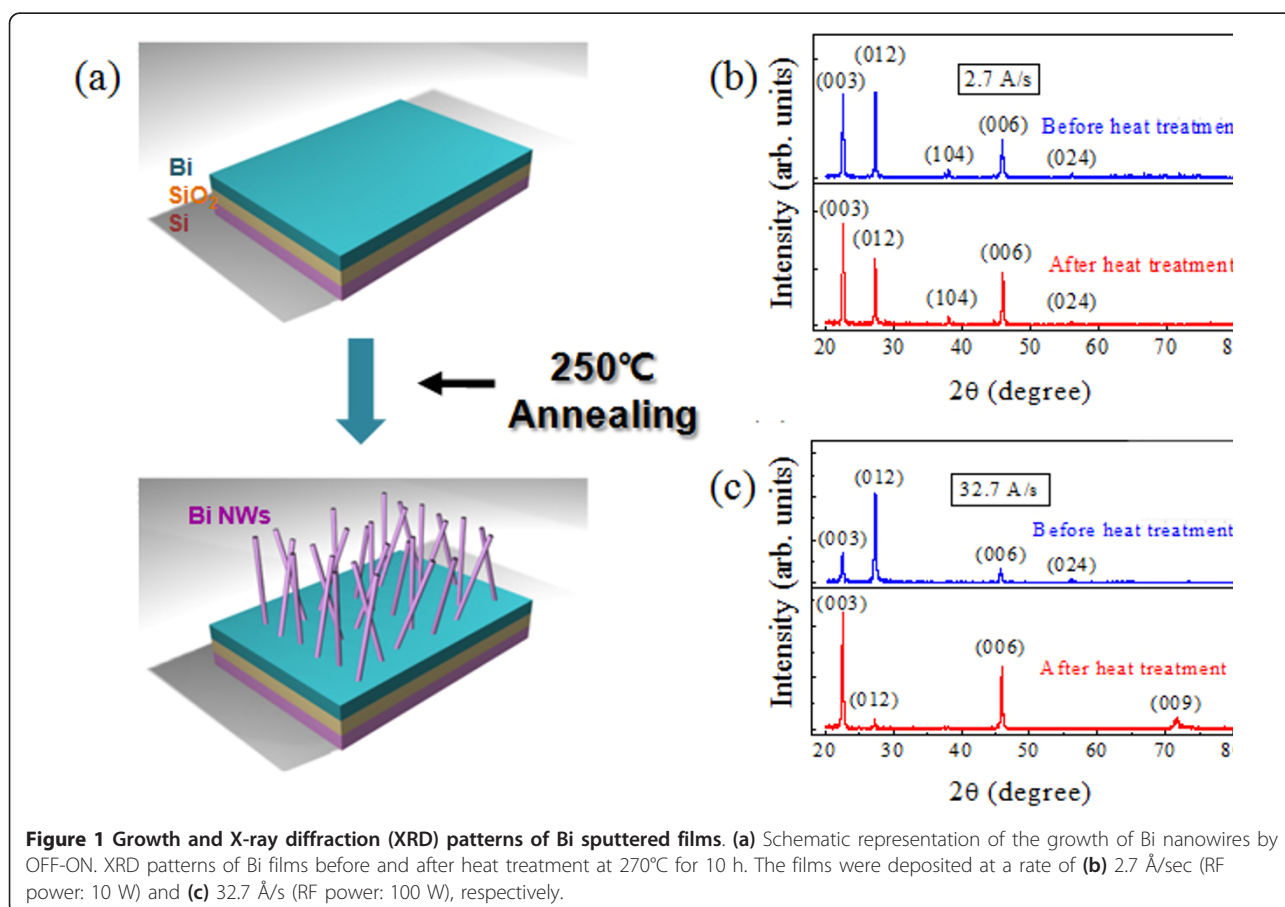 (a)
Bi
SiO₂
Si
250℃
Annealing
Bi NWs
(b)
2.7 A/s
(003)
(012)
(104)
(006)
(024)
Before heat treatmen
(003)
(012)
(104)
(006)
(024)
After heat treatment
Intensity (arb. units)
20 30 40 50 60 70 80
2θ (degree)
(c)
32.7 A/s
(003)
(012)
(006)
(024)
Before heat treatment
(003)
(012)
(006)
(009)
After heat treatment
Intensity (arb. units)
20 30 40 50 60 70 8
2θ (degree)
Figure 1 Growth and X-ray diffraction (XRD) patterns of Bi sputtered films. (a) Schematic representation of the growth of Bi nanowires by
OFF-ON. XRD patterns of Bi films before and after heat treatment at 270°C for 10 h. The films were deposited at a rate of (b) 2.7 Å/sec (RF
power: 10 W) and (c) 32.7 Å/s (RF power: 100 W), respectively.